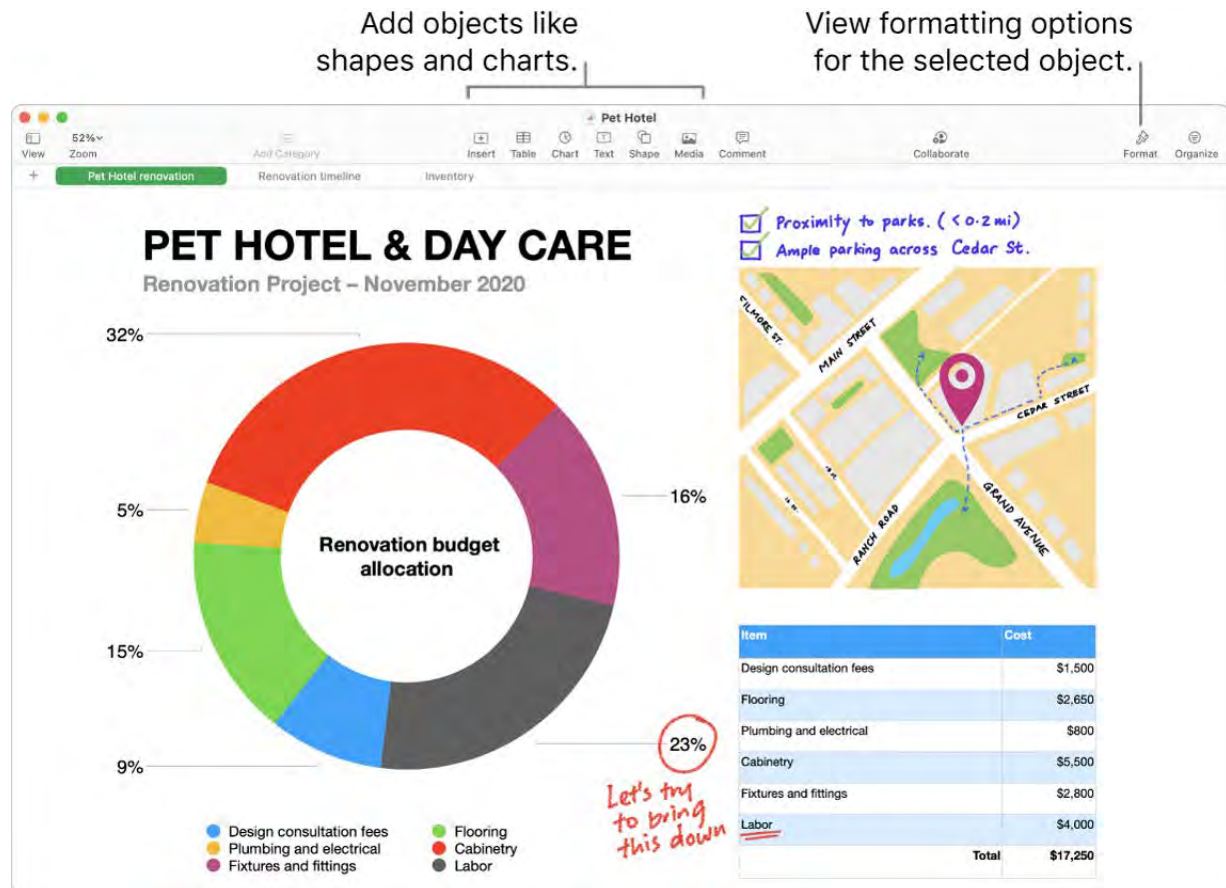 Add objects like
shapes and charts.
View formatting options
for the selected object.
Pet Hotel
52%
View
Zoom
Add Category
Insert
Table
Chart
Text
Shape
Media
Comment
Collaborate
Format
Organize
+
Pet Hotel renovation
Renovation timeline
Inventory
PET HOTEL & DAY CARE
Renovation Project – November 2020
32%
5%
15%
9%
16%
23%
Renovation budget
allocation
Let's try
to bring
this down
Design consultation fees
Plumbing and electrical
Fixtures and fittings
Flooring
Cabinetry
Labor
Proximity to parks. (<0.2mi)
Ample parking across Cedar St.
FILMORE ST.
MAIN STREET
CEDAR STREET
RANCH ROAD
GRAND AVENUE
Item Cost
Design consultation fees $1,500
Flooring $2,650
Plumbing and electrical $800
Cabinetry $5,500
Fixtures and fittings $2,800
Labor $4,000
Total $17,250